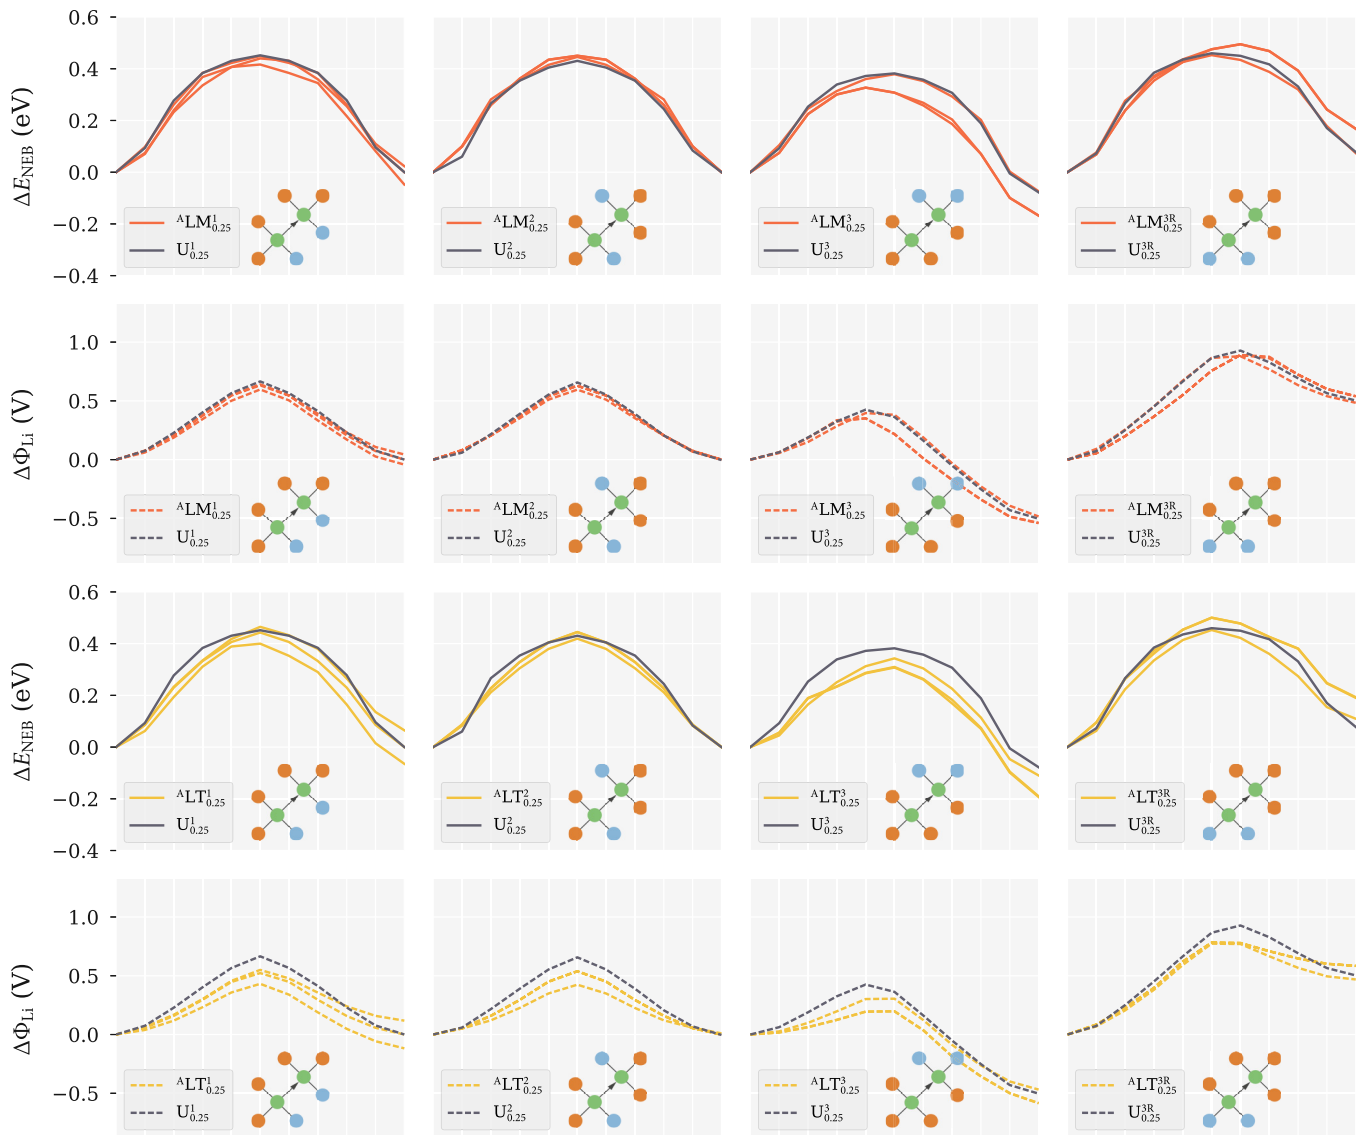 0.6
0.4
0.2
0.0
−0.2
−0.4
ΔE_NEB (eV)
ᴬLM¹₀.₂₅
U¹₀.₂₅
ᴬLM²₀.₂₅
U²₀.₂₅
ᴬLM³₀.₂₅
U³₀.₂₅
ᴬLM³ᴿ₀.₂₅
U³ᴿ₀.₂₅
1.0
0.5
0.0
−0.5
ΔΦ_Li (V)
ᴬLM¹₀.₂₅
U¹₀.₂₅
ᴬLM²₀.₂₅
U²₀.₂₅
ᴬLM³₀.₂₅
U³₀.₂₅
ᴬLM³ᴿ₀.₂₅
U³ᴿ₀.₂₅
0.6
0.4
0.2
0.0
−0.2
−0.4
ΔE_NEB (eV)
ᴬLT¹₀.₂₅
U¹₀.₂₅
ᴬLT²₀.₂₅
U²₀.₂₅
ᴬLT³₀.₂₅
U³₀.₂₅
ᴬLT³ᴿ₀.₂₅
U³ᴿ₀.₂₅
1.0
0.5
0.0
−0.5
ΔΦ_Li (V)
ᴬLT¹₀.₂₅
U¹₀.₂₅
ᴬLT²₀.₂₅
U²₀.₂₅
ᴬLT³₀.₂₅
U³₀.₂₅
ᴬLT³ᴿ₀.₂₅
U³ᴿ₀.₂₅